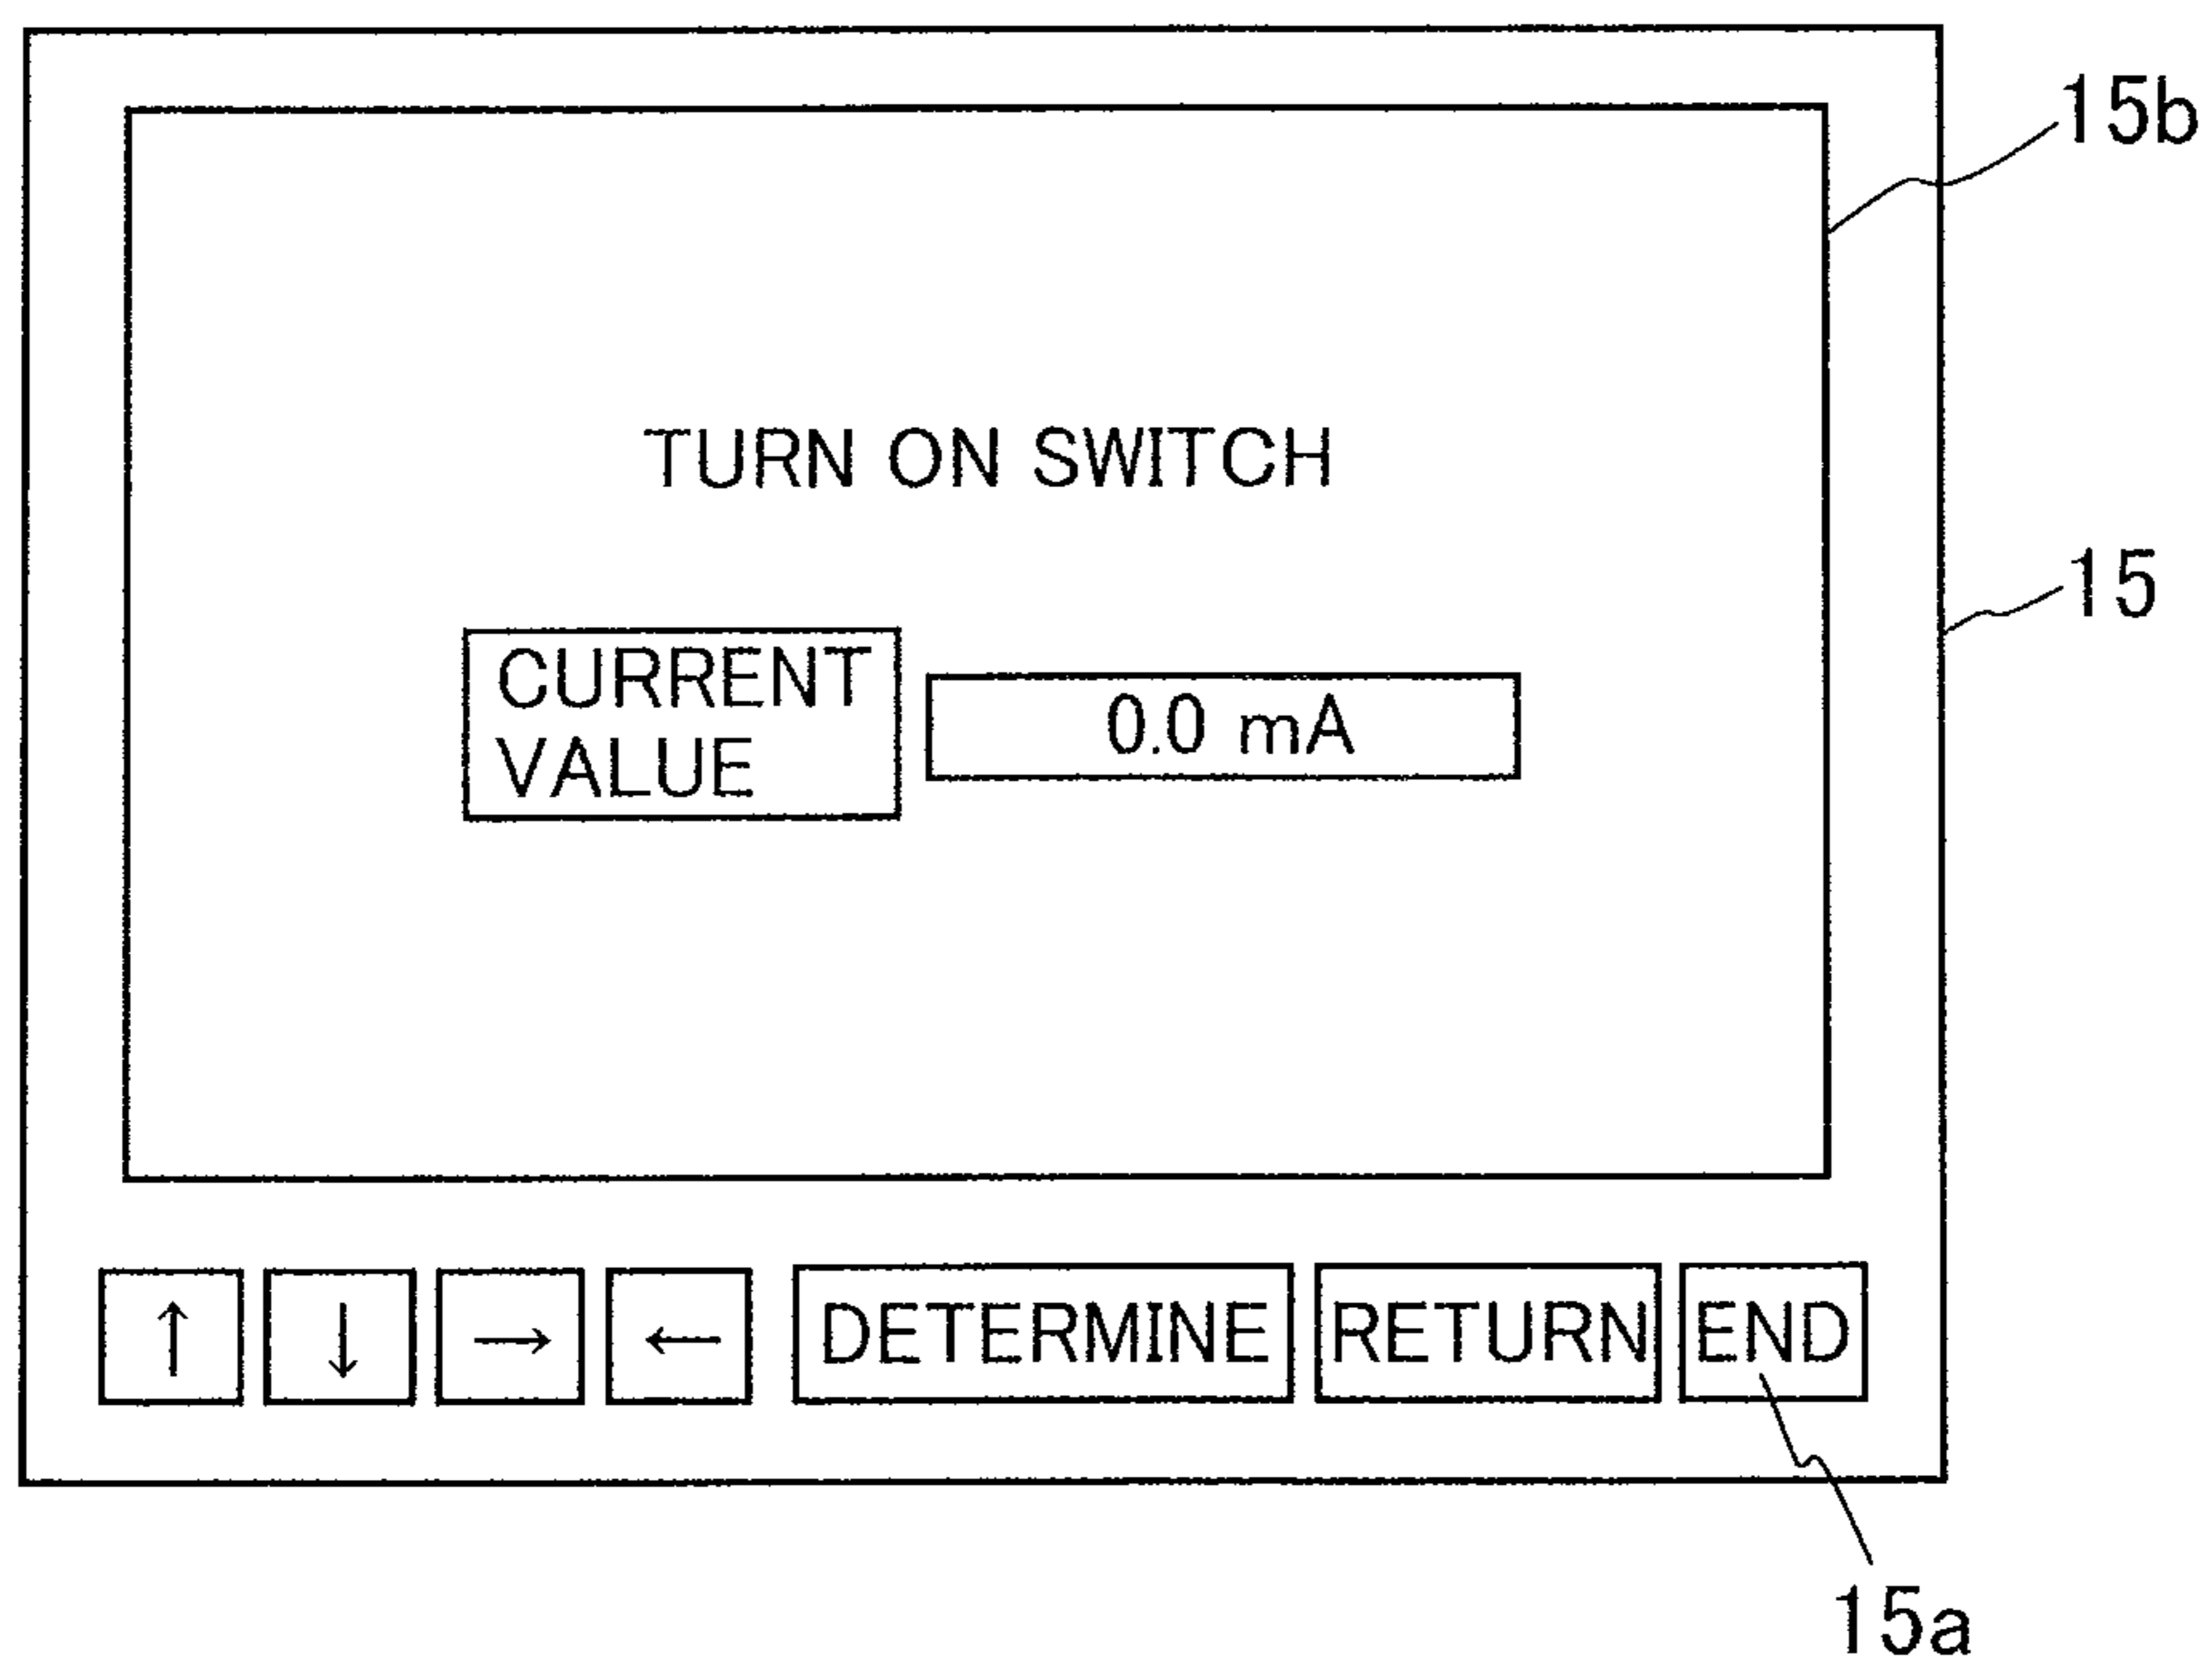 15b
TURN ON SWITCH
15
CURRENT
VALUE
0.0 mA
↑ ↓ → ← DETERMINE RETURN END
15a